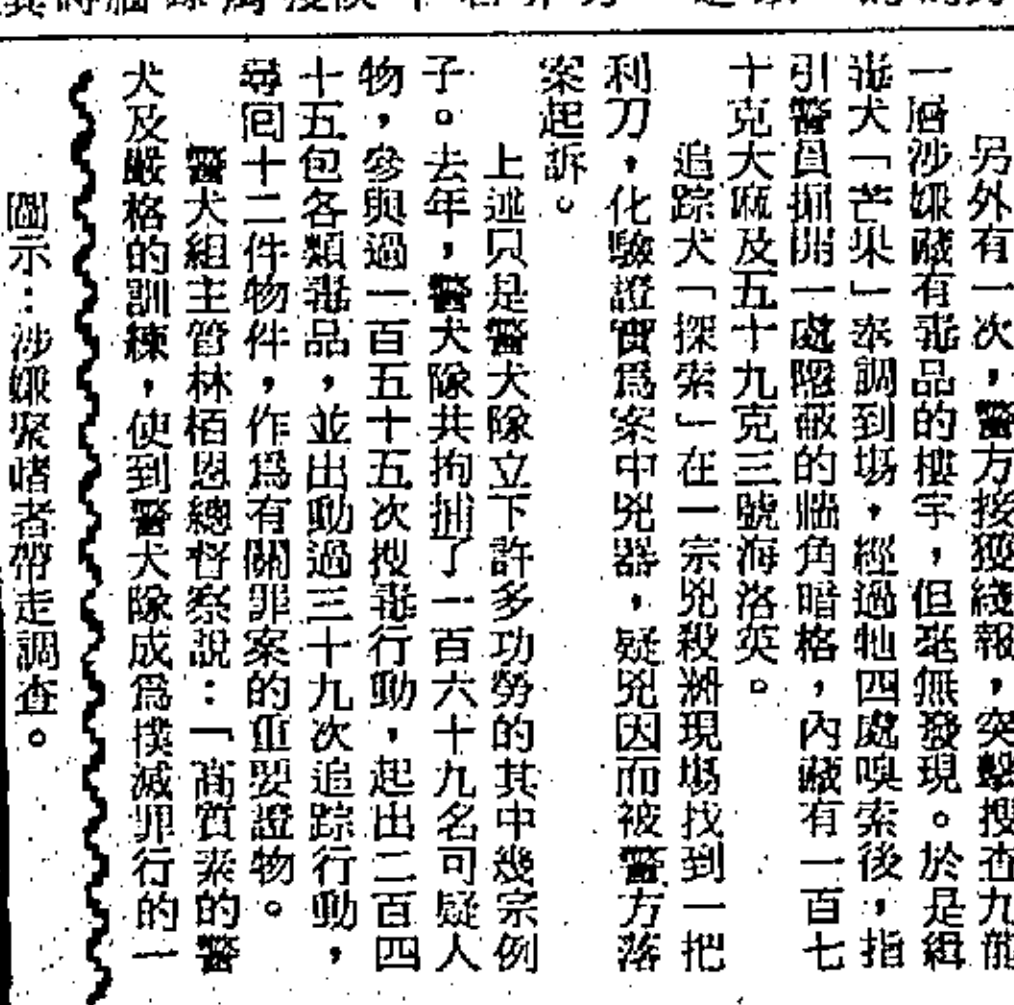 另外有一次，警方接獲綫報，突擊搜查九龍
一層涉嫌藏有毒品的樓宇，但毫無發現。於是緝
毒犬「芒果」奉調到場，經過牠四處嗅索後，指
引警員掘開一處隱蔽的牆角暗格，內藏有一百七
十克大麻及五十九克三號海洛英。
追踪犬「探索」在一宗兇殺案現場找到一把
利刀，化驗證實爲案中兇器，疑兇因而被警方落
案起訴。
上述只是警犬隊立下許多功勞的其中幾宗例
子。去年，警犬隊共拘捕了一百六十九名可疑人
物，參與過一百五十五次搜毒行動，起出二百四
十五包各類毒品，並出動過三十九次追踪行動，
尋回十二件物件，作爲有關罪案的重要證物。
警犬組主管林栢恩總督察說：「高質素的警
犬及嚴格的訓練，使到警犬隊成爲撲滅罪行的一
圖示：涉嫌聚賭者帶走調查。